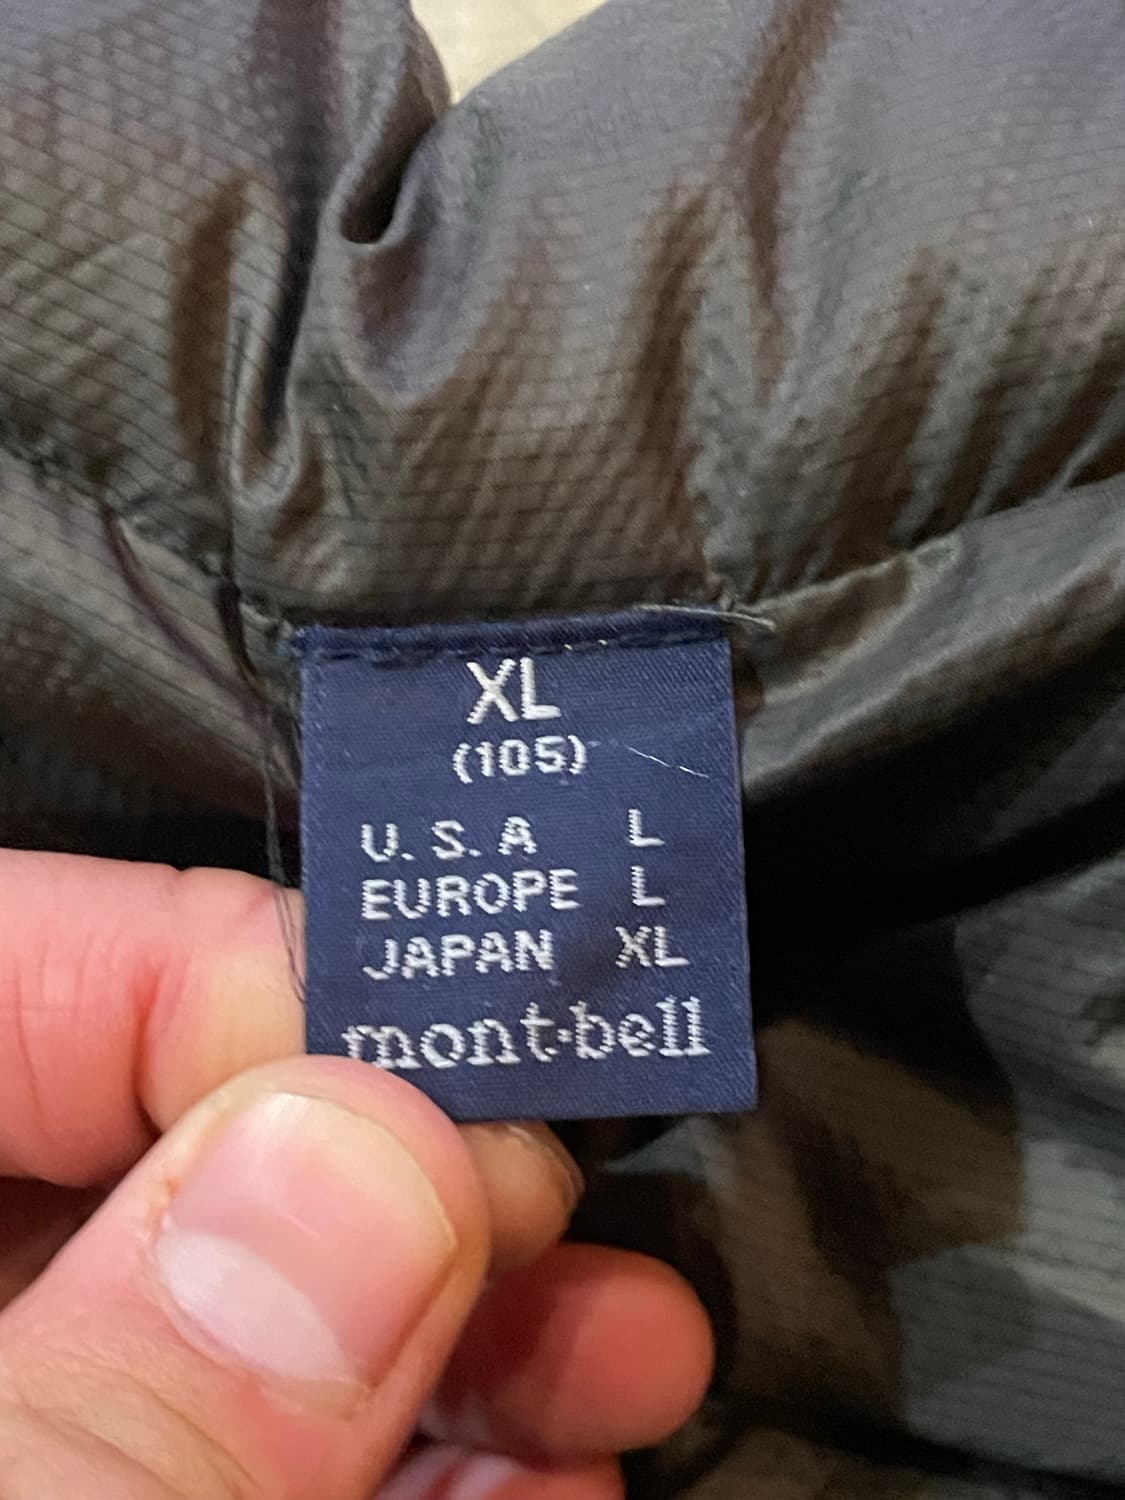 XL
(105)
U.S.A L
EUROPE L
JAPAN XL
mont-bell